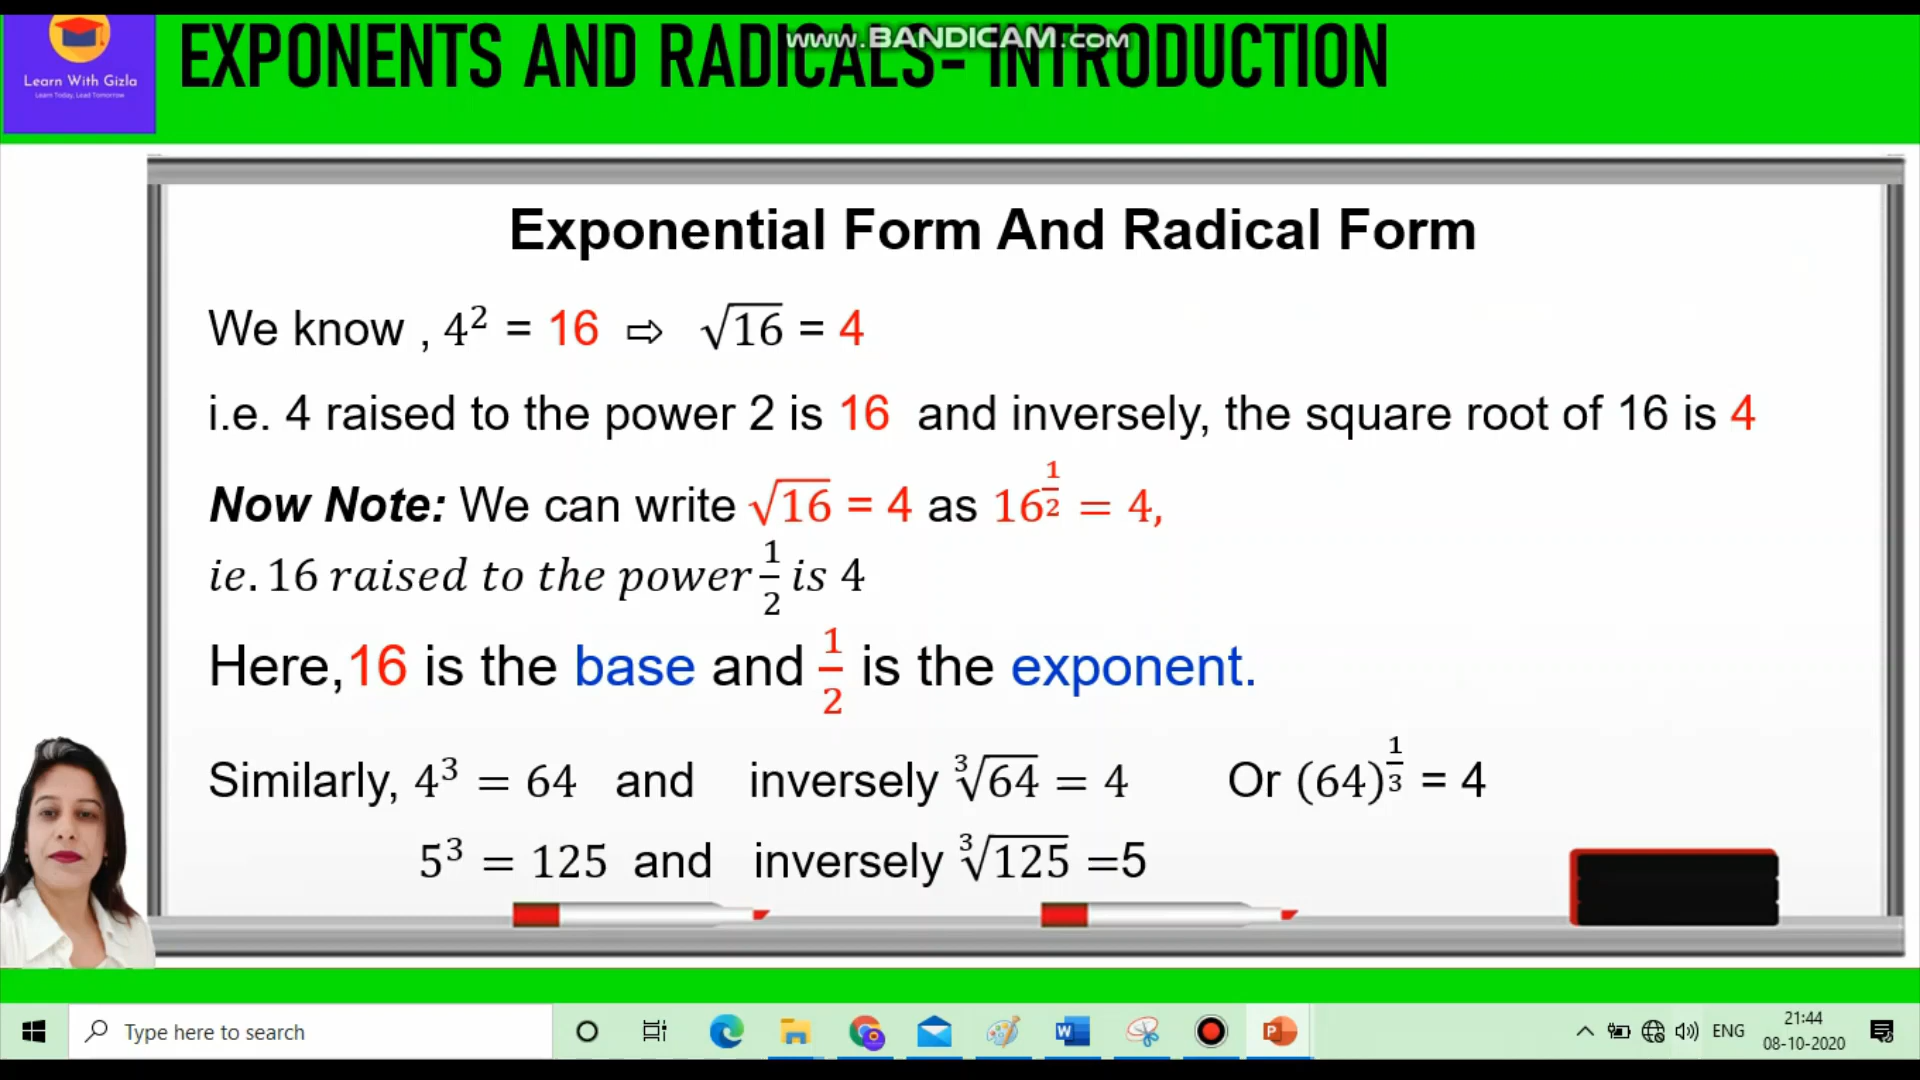 www.BANDICAM.com
EXPONENTS AND RADICALS- INTRODUCTION
Learn With Gizla
Learn Today, Lead Tomorrow
Exponential Form And Radical Form
We know , 4² = 16 ⇨ √16 = 4
i.e. 4 raised to the power 2 is 16 and inversely, the square root of 16 is 4
Now Note: We can write √16 = 4 as 16^(1/2) = 4,
ie. 16 raised to the power 1/2 is 4
Here,16 is the base and 1/2 is the exponent.
Similarly, 4³ = 64 and inversely ∛64 = 4 Or (64)^(1/3) = 4
5³ = 125 and inversely ∛125 =5
Type here to search
ENG
21:44
08-10-2020